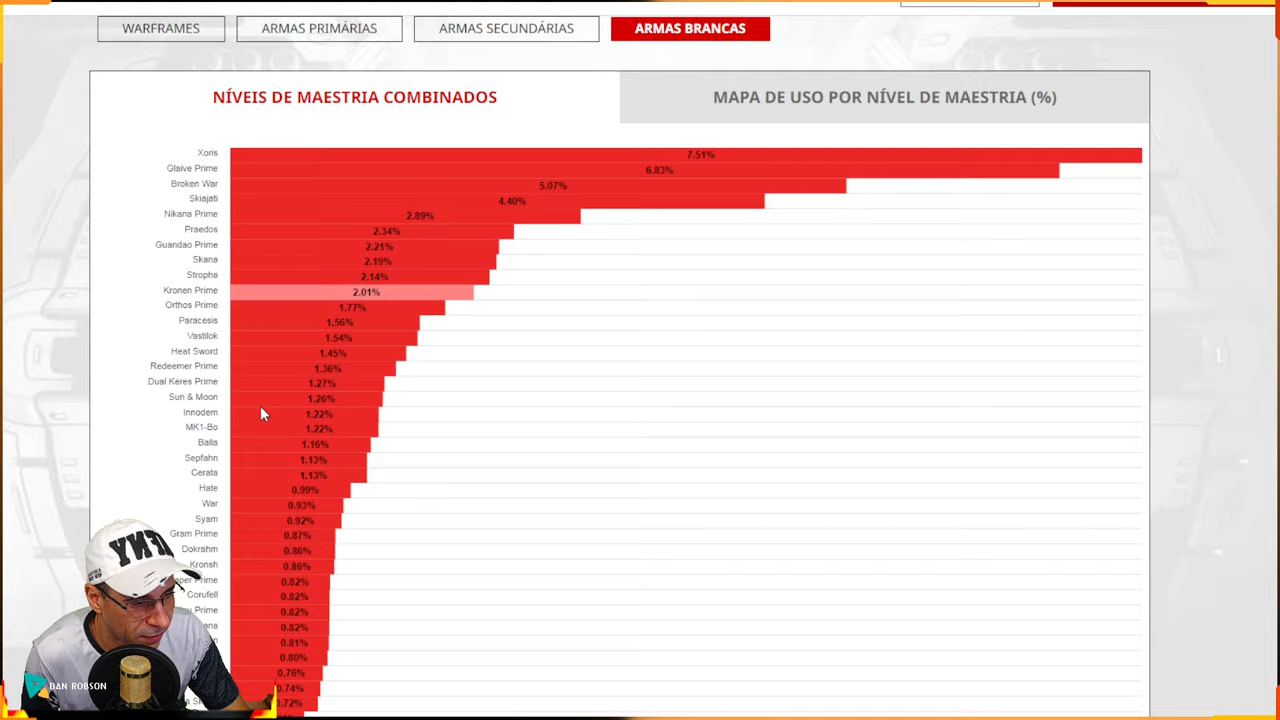 WARFRAMES
ARMAS PRIMÁRIAS
ARMAS SECUNDÁRIAS
ARMAS BRANCAS
NÍVEIS DE MAESTRIA COMBINADOS
MAPA DE USO POR NÍVEL DE MAESTRIA (%)
Xoris 7.51%
Glaive Prime 6.83%
Broken War 5.07%
Skiajati 4.40%
Nikana Prime 2.89%
Praedos 2.34%
Guandao Prime 2.21%
Skana 2.19%
Stropha 2.14%
Kronen Prime 2.01%
Orthos Prime 1.77%
Paracesis 1.56%
Vastilok 1.54%
Heat Sword 1.45%
Redeemer Prime 1.36%
Dual Keres Prime 1.27%
Sun & Moon 1.26%
Innodem 1.22%
MK1-Bo 1.22%
Balla 1.16%
Sepfahn 1.13%
Cerata 1.13%
Hate 0.99%
War 0.93%
Syam 0.92%
Gram Prime 0.87%
Dokrahm 0.86%
Kronsh 0.86%
Prime 0.82%
Corufell 0.82%
Prime 0.82%
0.82%
0.81%
0.80%
0.76%
0.74%
0.72%
DAN ROBSON